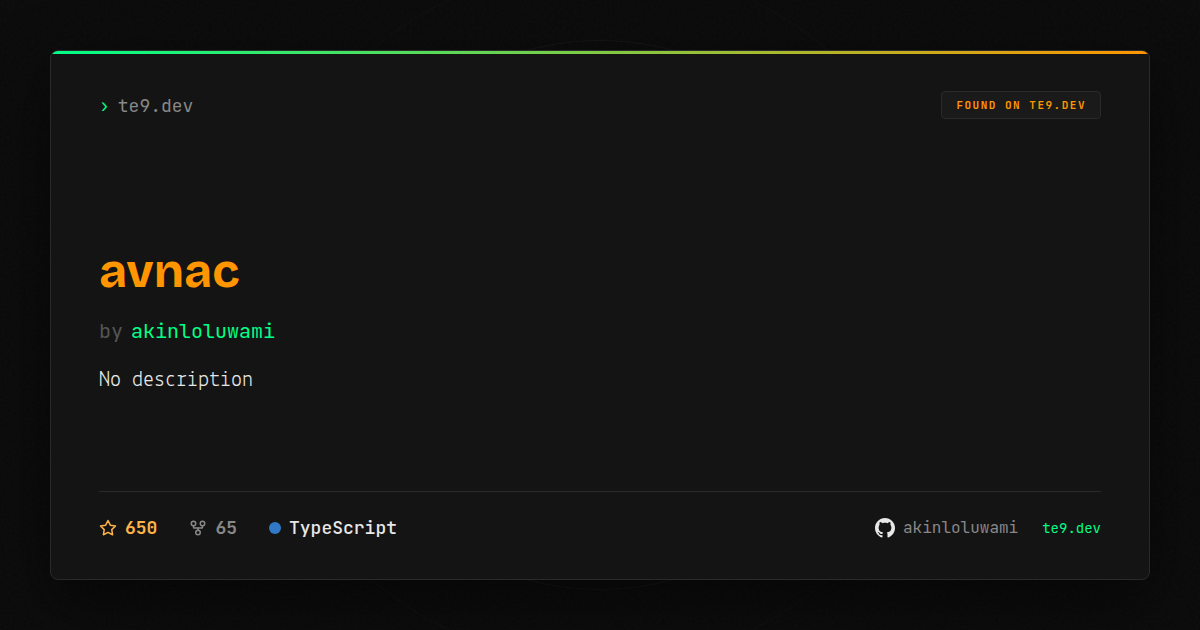 › te9.dev
FOUND ON TE9.DEV
avnac
by akinloluwami
No description
650 65 TypeScript
akinloluwami te9.dev